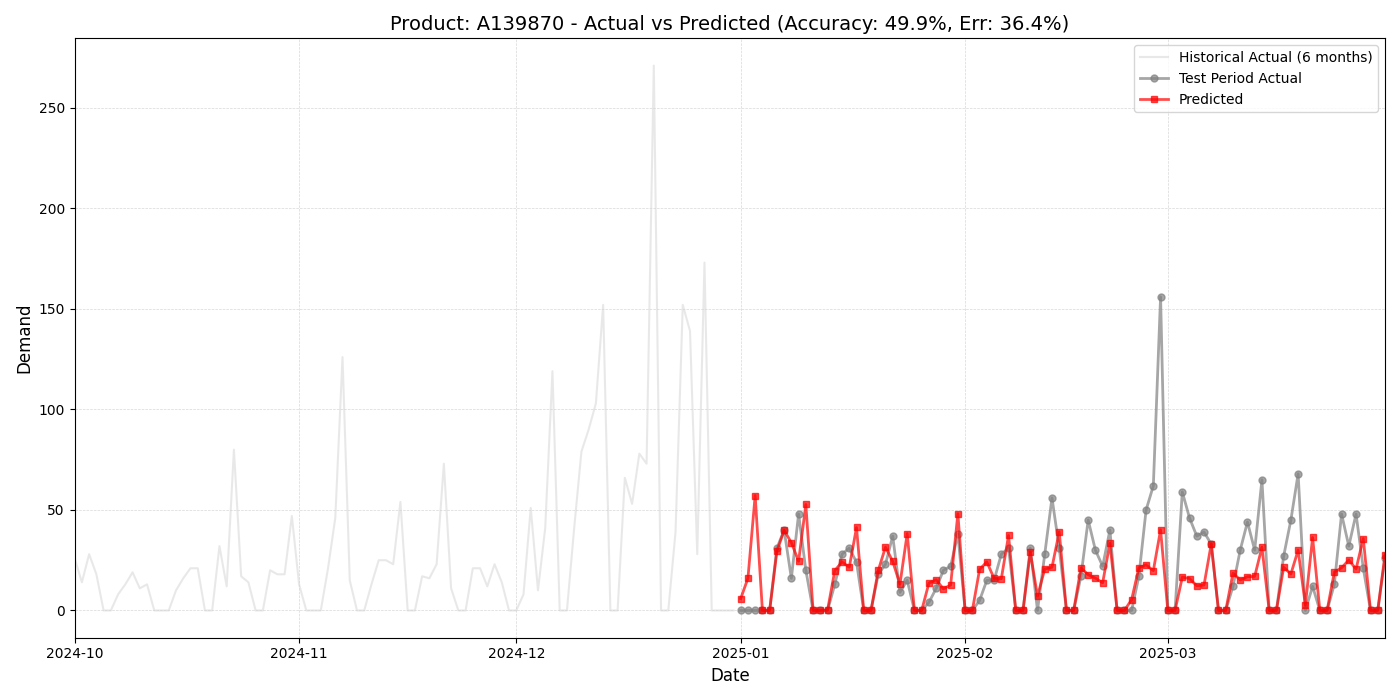 Product: A139870 - Actual vs Predicted (Accuracy: 49.9%, Err: 36.4%)
Historical Actual (6 months)
Test Period Actual
Predicted
250
200
150
100
50
0
Demand
2024-10
2024-11
2024-12
2025-01
2025-02
2025-03
Date